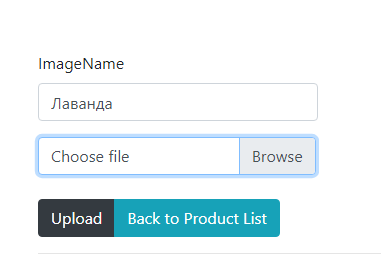 ImageName
Лаванда
Choose file Browse
Upload Back to Product List